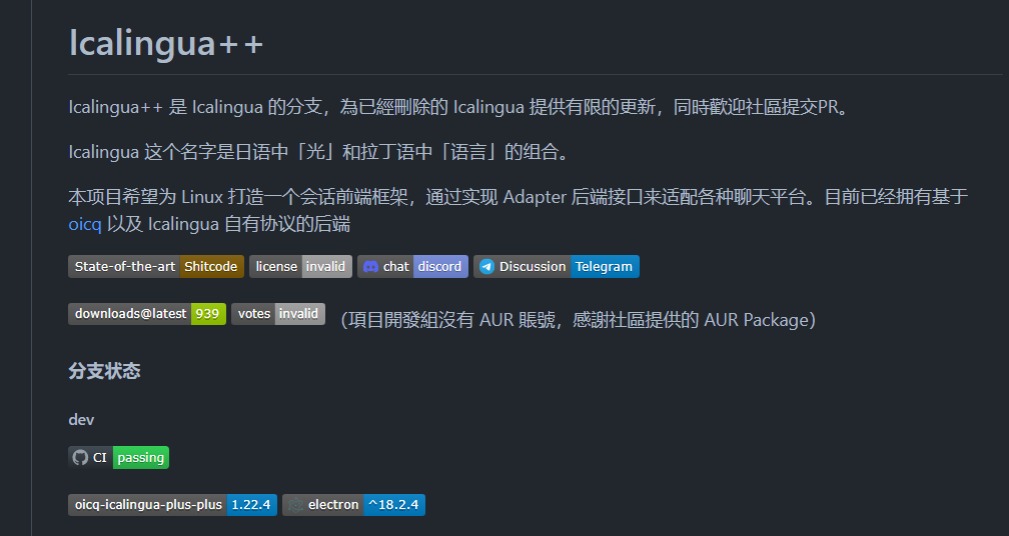 Icalingua++
Icalingua++ 是 Icalingua 的分支，為已經刪除的 Icalingua 提供有限的更新，同時歡迎社區提交PR。
Icalingua 这个名字是日语中「光」和拉丁语中「语言」的组合。
本项目希望为 Linux 打造一个会话前端框架，通过实现 Adapter 后端接口来适配各种聊天平台。目前已经拥有基于
oicq 以及 Icalingua 自有协议的后端
State-of-the-art Shitcode license invalid chat discord Discussion Telegram
downloads@latest 939 votes invalid （項目開發組沒有 AUR 賬號，感謝社區提供的 AUR Package）
分支状态
dev
CI passing
oicq-icalingua-plus-plus 1.22.4 electron ^18.2.4